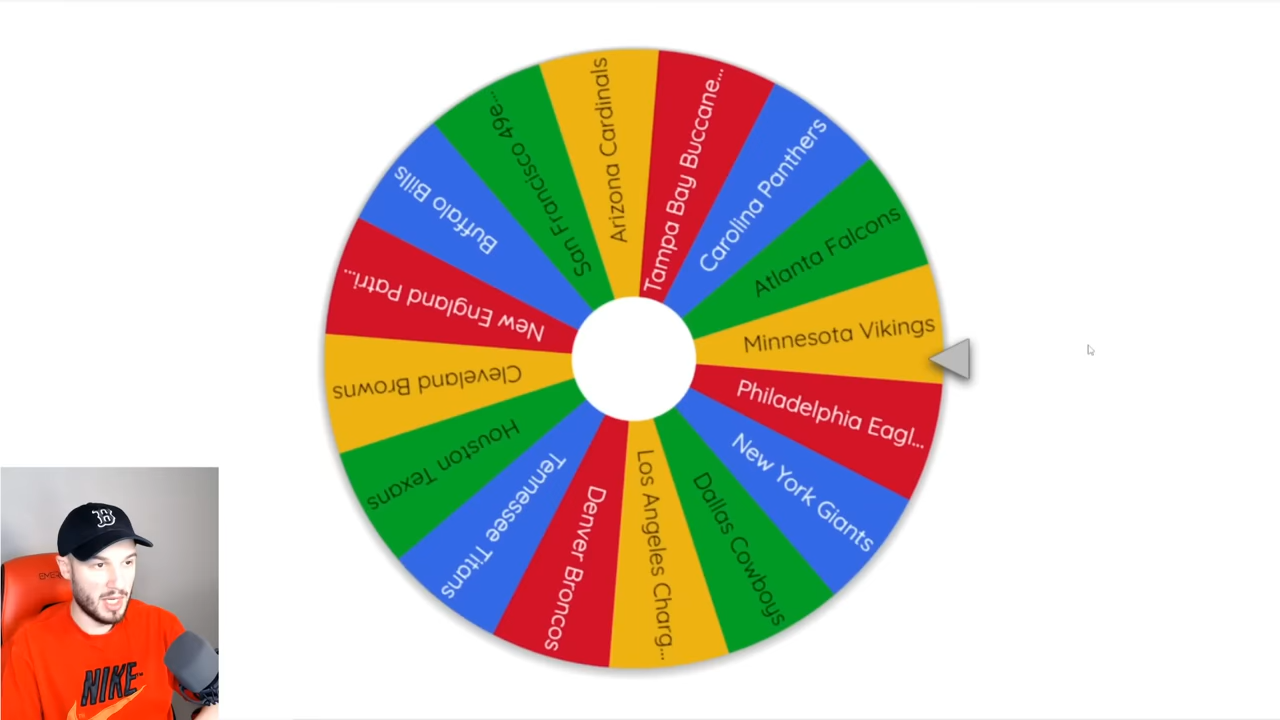 Arizona Cardinals
Tampa Bay Buccane...
Carolina Panthers
Atlanta Falcons
Minnesota Vikings
Philadelphia Eagl...
New York Giants
Dallas Cowboys
Los Angeles Charg...
Denver Broncos
Tennessee Titans
Houston Texans
Cleveland Browns
New England Patri...
Buffalo Bills
San Francisco 49e...
B
NIKE